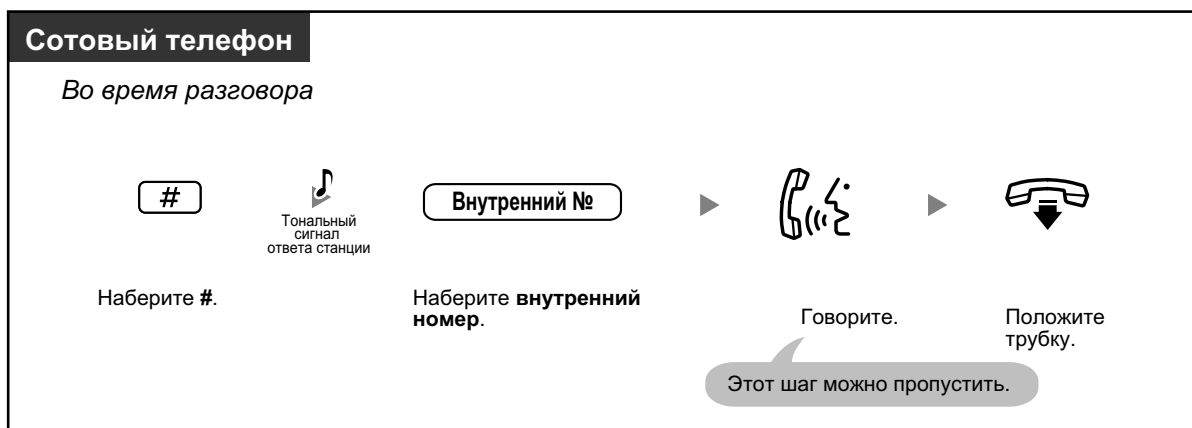 Сотовый телефон
Во время разговора
#
Тональный
сигнал
ответа станции
Внутренний №
Наберите #.
Наберите внутренний
номер.
Говорите.
Положите
трубку.
Этот шаг можно пропустить.